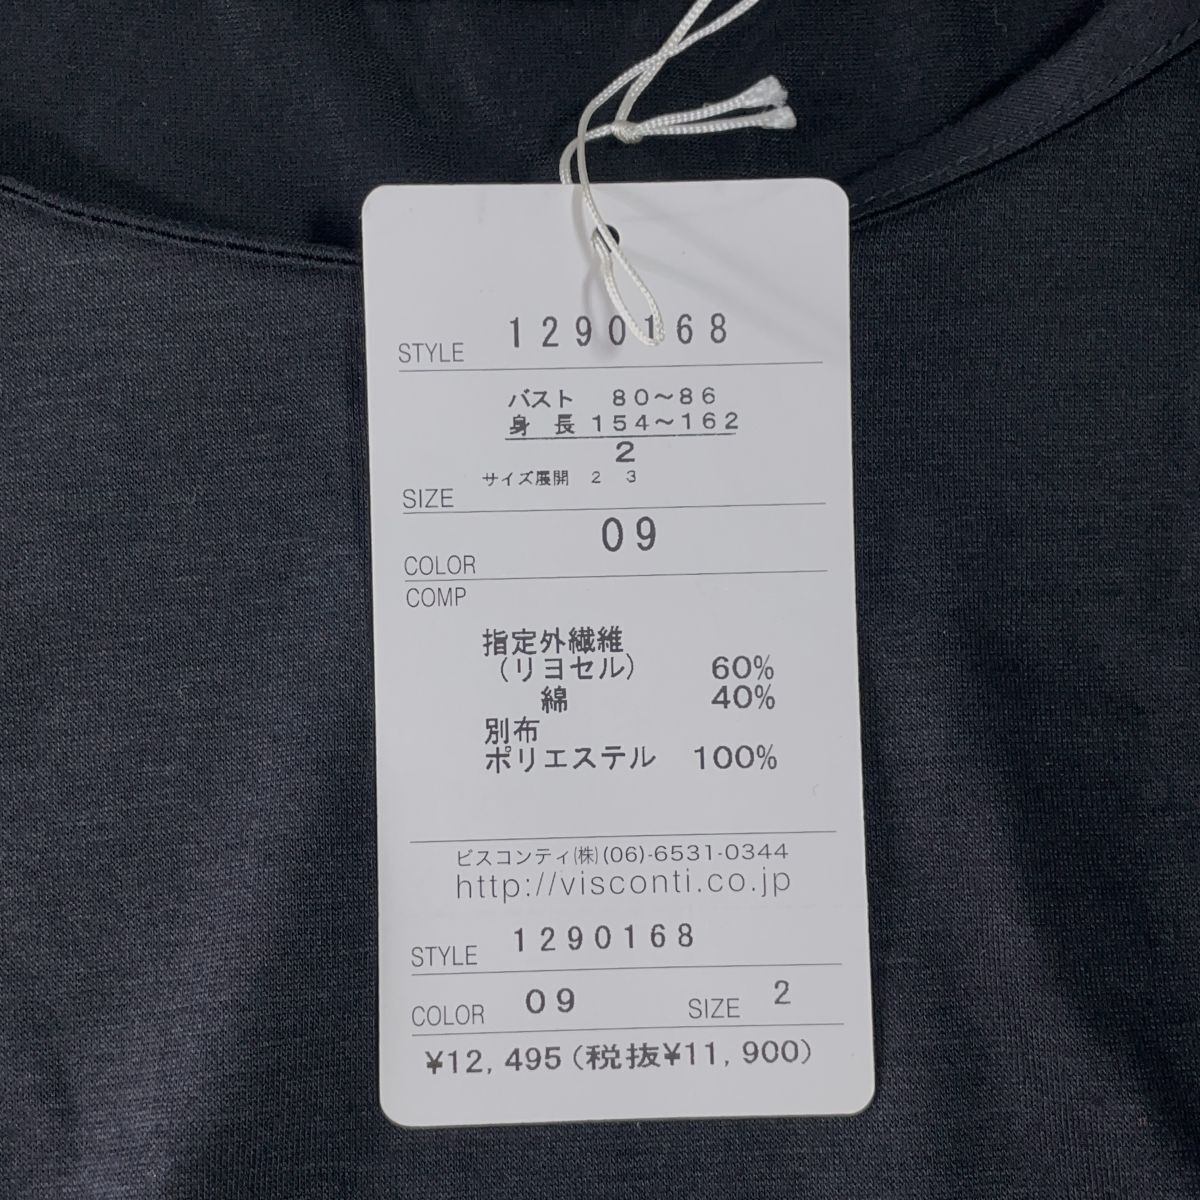 STYLE 1290168
バスト 80～86
身長 154～162
2
サイズ展開 2 3
SIZE
09
COLOR
COMP
指定外繊維
(リヨセル) 60%
綿 40%
別布
ポリエステル 100%
ビスコンティ(株)(06)-6531-0344
http://visconti.co.jp
STYLE 1290168
COLOR 09 SIZE 2
¥12,495(税抜¥11,900)